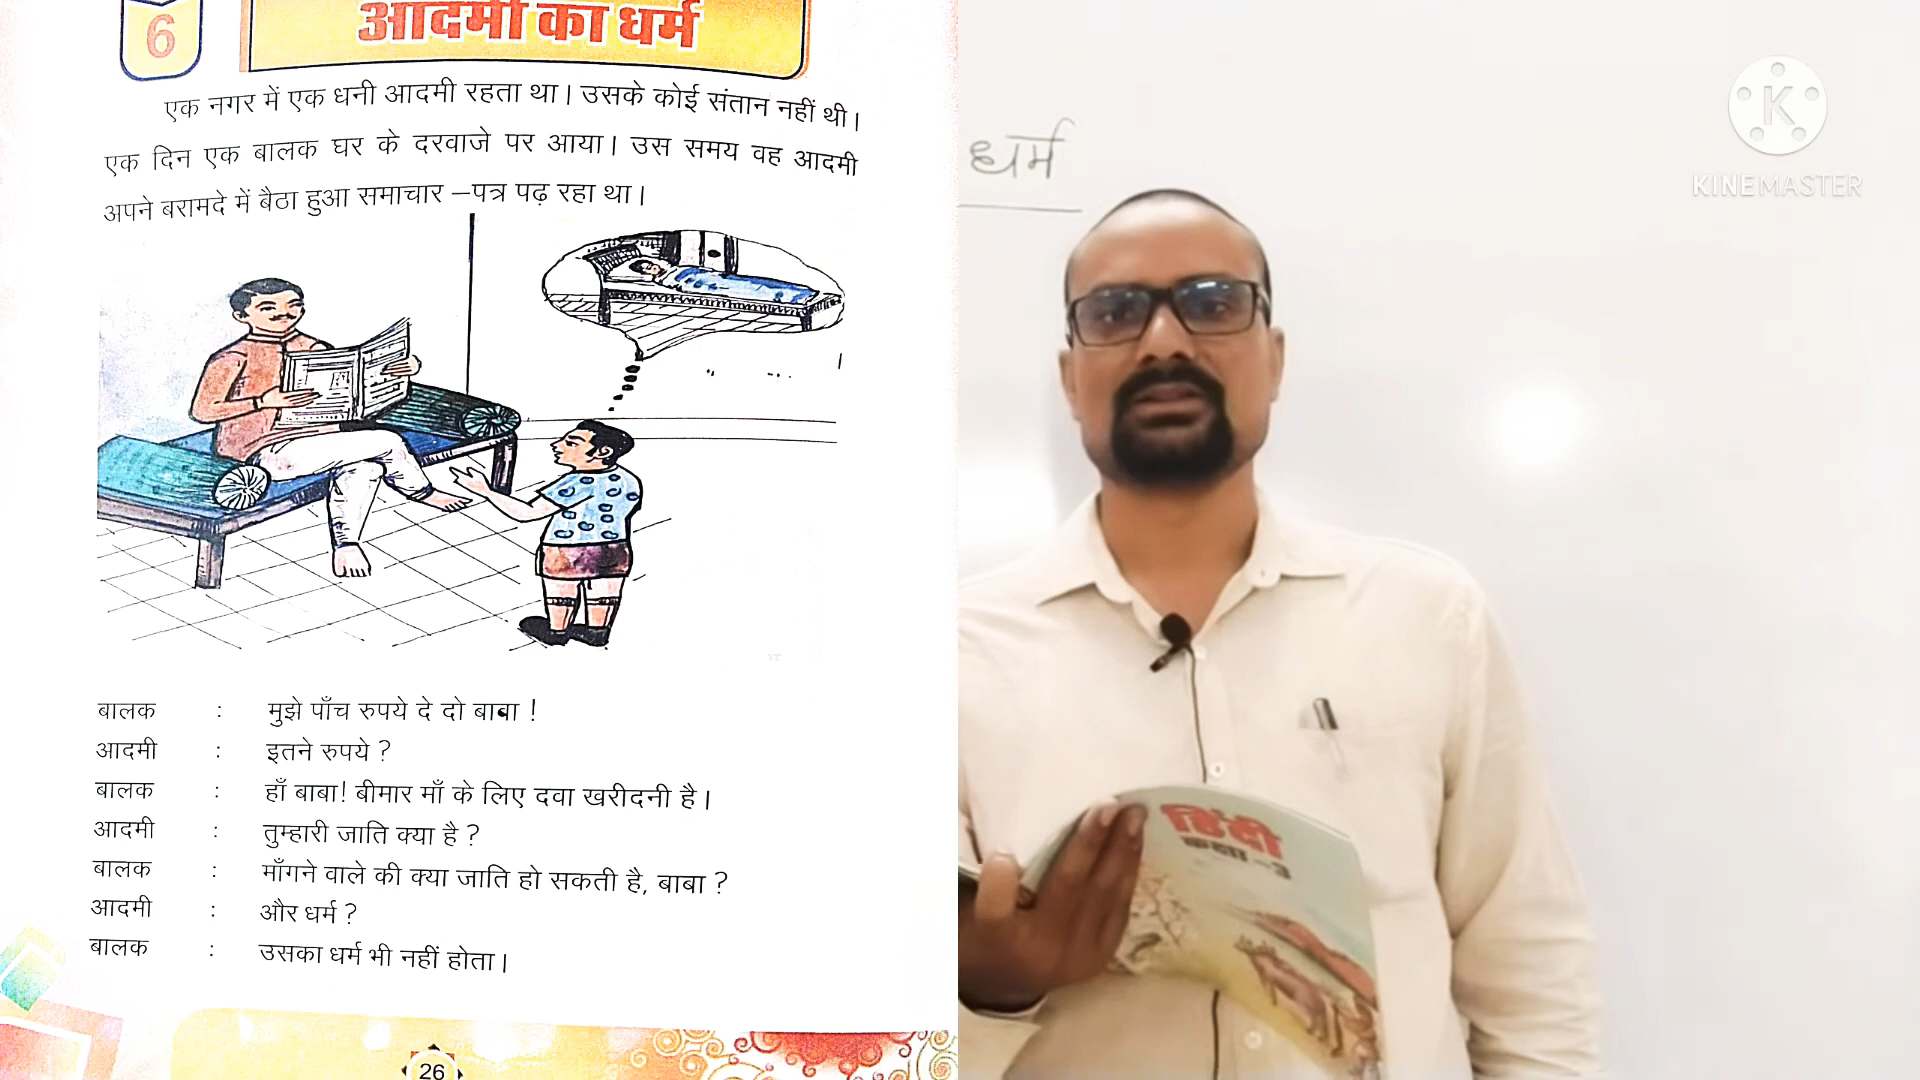 6
आदमी का धर्म
एक नगर में एक धनी आदमी रहता था। उसके कोई संतान नहीं थी।
एक दिन एक बालक घर के दरवाजे पर आया। उस समय वह आदमी
अपने बरामदे में बैठा हुआ समाचार –पत्र पढ़ रहा था।
बालक : मुझे पाँच रुपये दे दो बाबा !
आदमी : इतने रुपये ?
बालक : हाँ बाबा! बीमार माँ के लिए दवा खरीदनी है।
आदमी : तुम्हारी जाति क्या है ?
बालक : माँगने वाले की क्या जाति हो सकती है, बाबा ?
आदमी : और धर्म ?
बालक : उसका धर्म भी नहीं होता।
26
धर्म
K
KINEMASTER
हिंदी
कक्षा -3